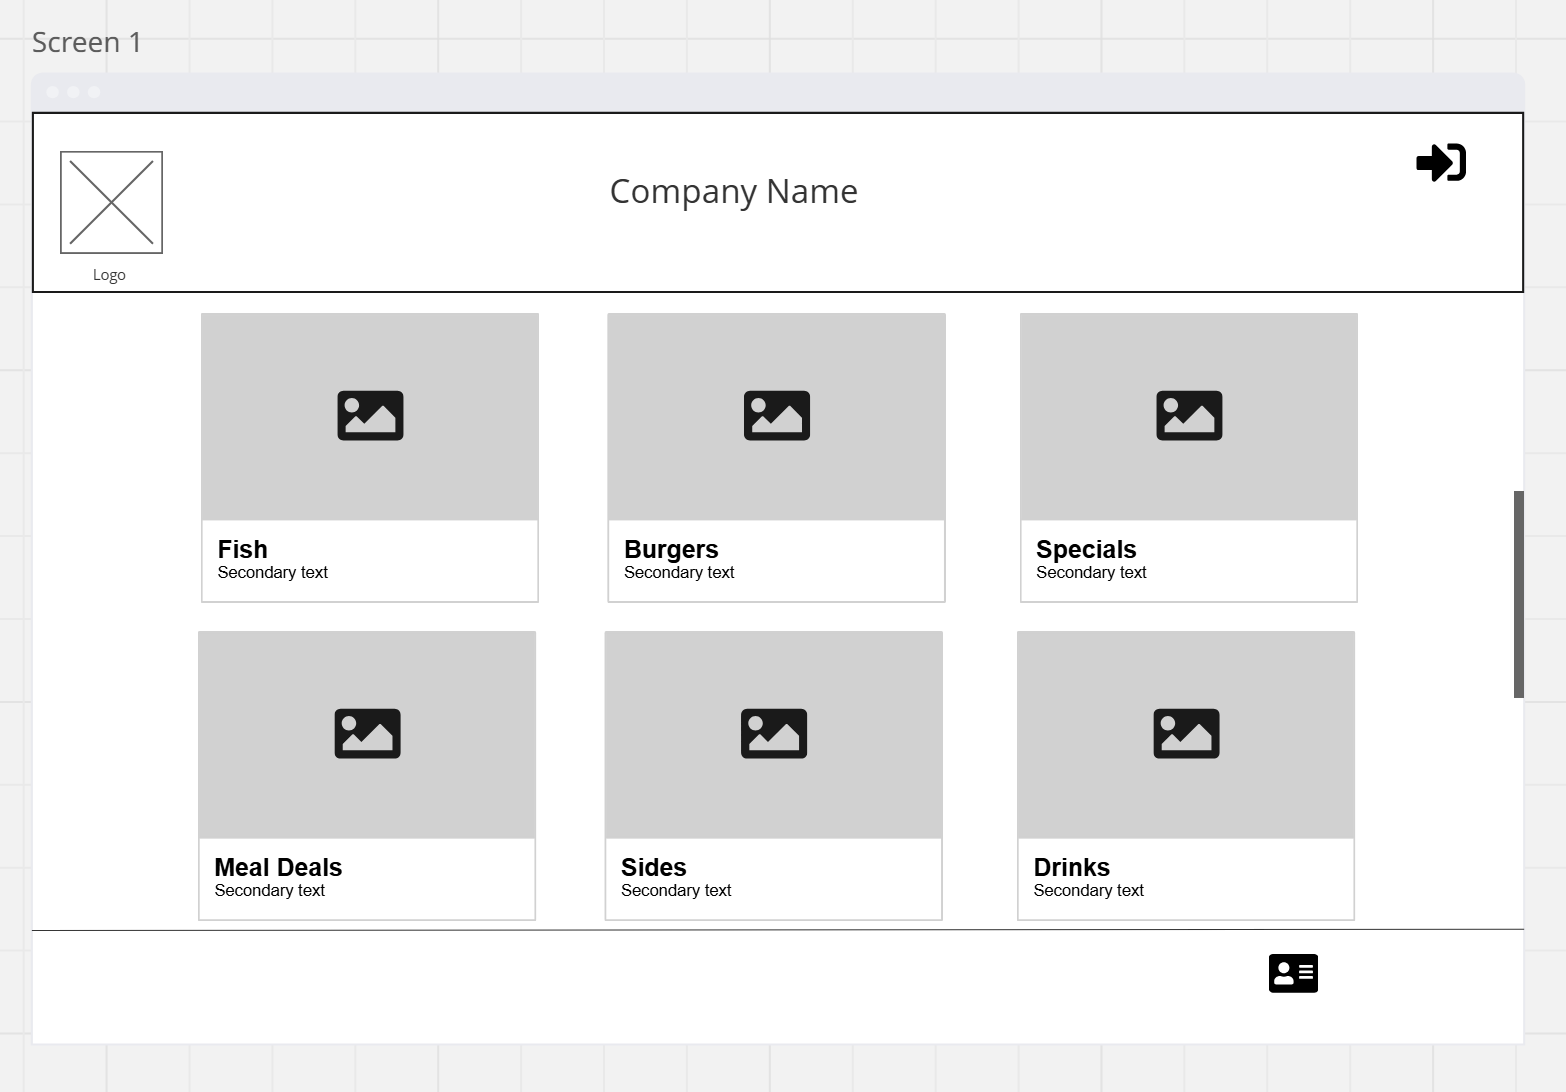 Screen 1
Company Name
Logo
Fish
Secondary text
Burgers
Secondary text
Specials
Secondary text
Meal Deals
Secondary text
Sides
Secondary text
Drinks
Secondary text